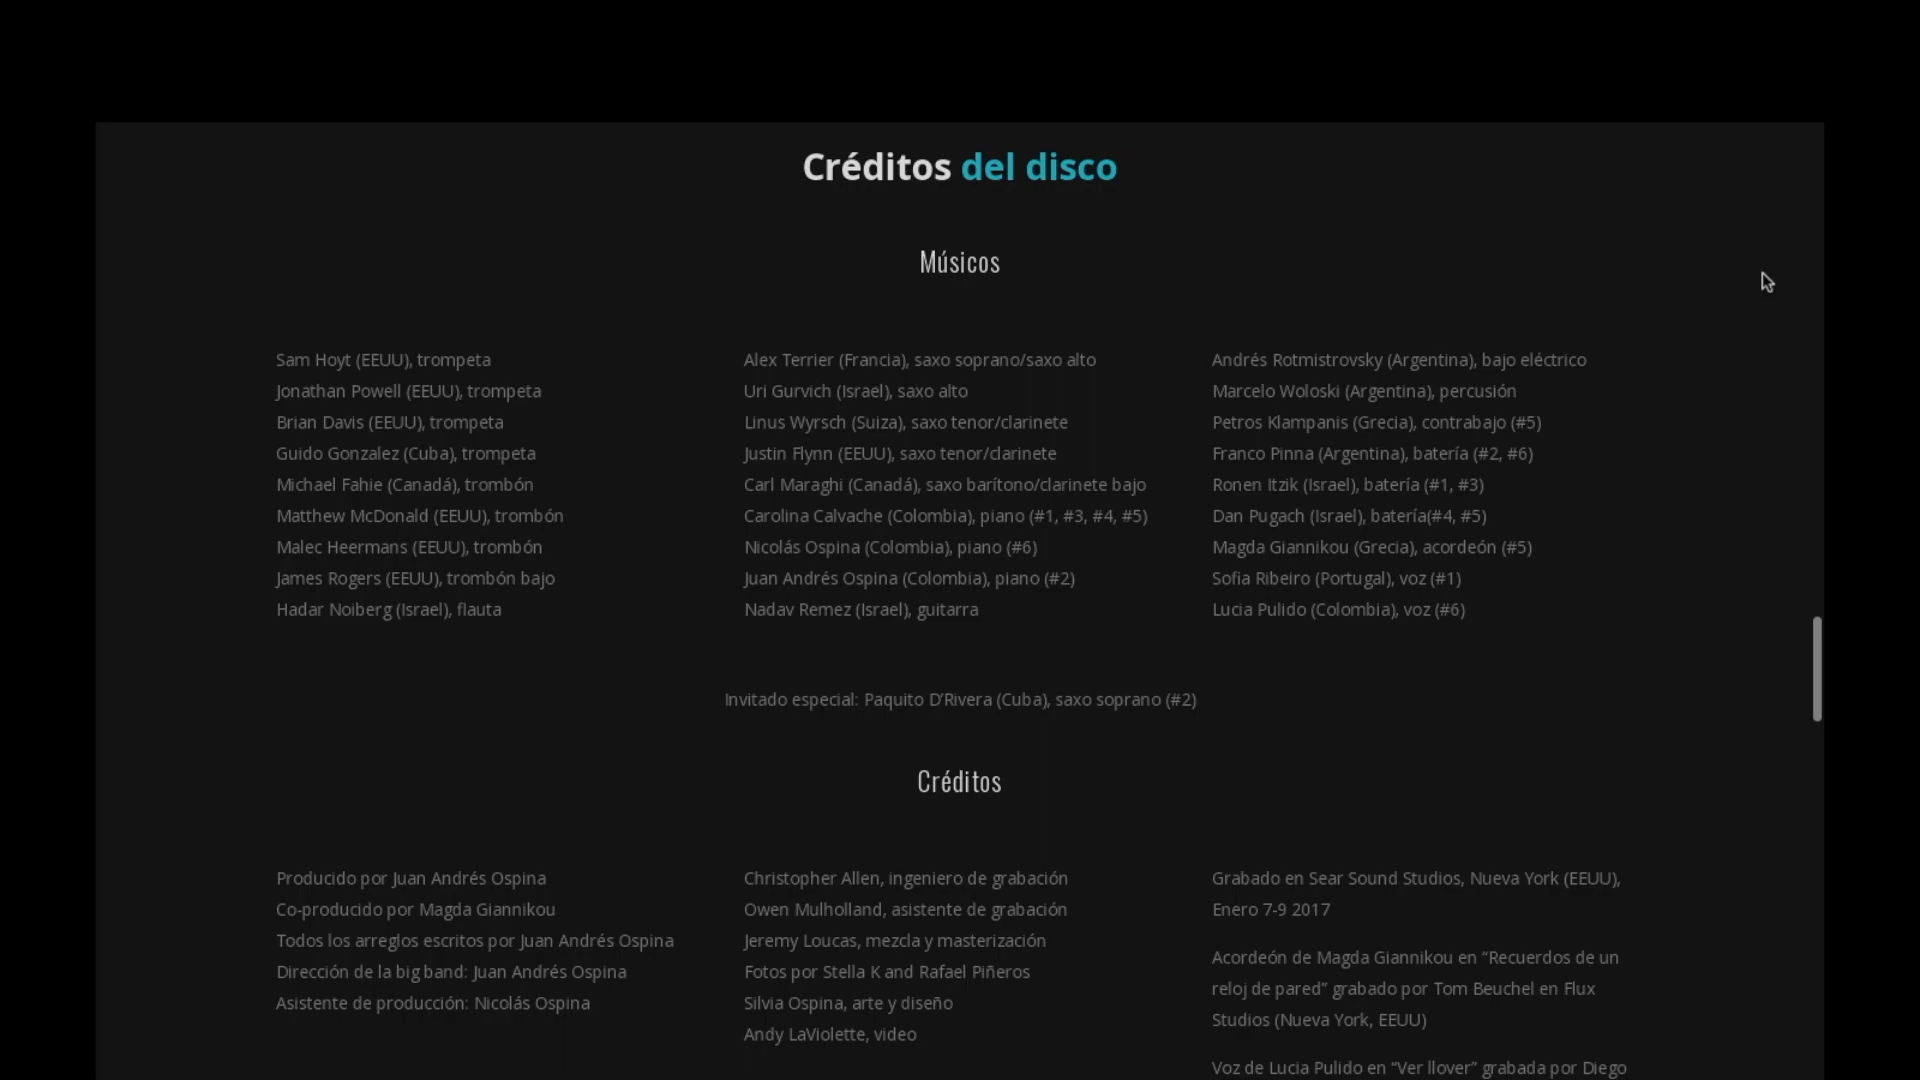 Créditos del disco
Músicos
Sam Hoyt (EEUU), trompeta
Jonathan Powell (EEUU), trompeta
Brian Davis (EEUU), trompeta
Guido Gonzalez (Cuba), trompeta
Michael Fahie (Canadá), trombón
Matthew McDonald (EEUU), trombón
Malec Heermans (EEUU), trombón
James Rogers (EEUU), trombón bajo
Hadar Noiberg (Israel), flauta
Alex Terrier (Francia), saxo soprano/saxo alto
Uri Gurvich (Israel), saxo alto
Linus Wyrsch (Suiza), saxo tenor/clarinete
Justin Flynn (EEUU), saxo tenor/clarinete
Carl Maraghi (Canadá), saxo barítono/clarinete bajo
Carolina Calvache (Colombia), piano (#1, #3, #4, #5)
Nicolás Ospina (Colombia), piano (#6)
Juan Andrés Ospina (Colombia), piano (#2)
Nadav Remez (Israel), guitarra
Andrés Rotmistrovsky (Argentina), bajo eléctrico
Marcelo Woloski (Argentina), percusión
Petros Klampanis (Grecia), contrabajo (#5)
Franco Pinna (Argentina), batería (#2, #6)
Ronen Itzik (Israel), batería (#1, #3)
Dan Pugach (Israel), batería(#4, #5)
Magda Giannikou (Grecia), acordeón (#5)
Sofia Ribeiro (Portugal), voz (#1)
Lucia Pulido (Colombia), voz (#6)
Invitado especial: Paquito D’Rivera (Cuba), saxo soprano (#2)
Créditos
Producido por Juan Andrés Ospina
Co-producido por Magda Giannikou
Todos los arreglos escritos por Juan Andrés Ospina
Dirección de la big band: Juan Andrés Ospina
Asistente de producción: Nicolás Ospina
Christopher Allen, ingeniero de grabación
Owen Mulholland, asistente de grabación
Jeremy Loucas, mezcla y masterización
Fotos por Stella K and Rafael Piñeros
Silvia Ospina, arte y diseño
Andy LaViolette, video
Grabado en Sear Sound Studios, Nueva York (EEUU),
Enero 7-9 2017
Acordeón de Magda Giannikou en “Recuerdos de un
reloj de pared” grabado por Tom Beuchel en Flux
Studios (Nueva York, EEUU)
Voz de Lucia Pulido en “Ver llover” grabada por Diego